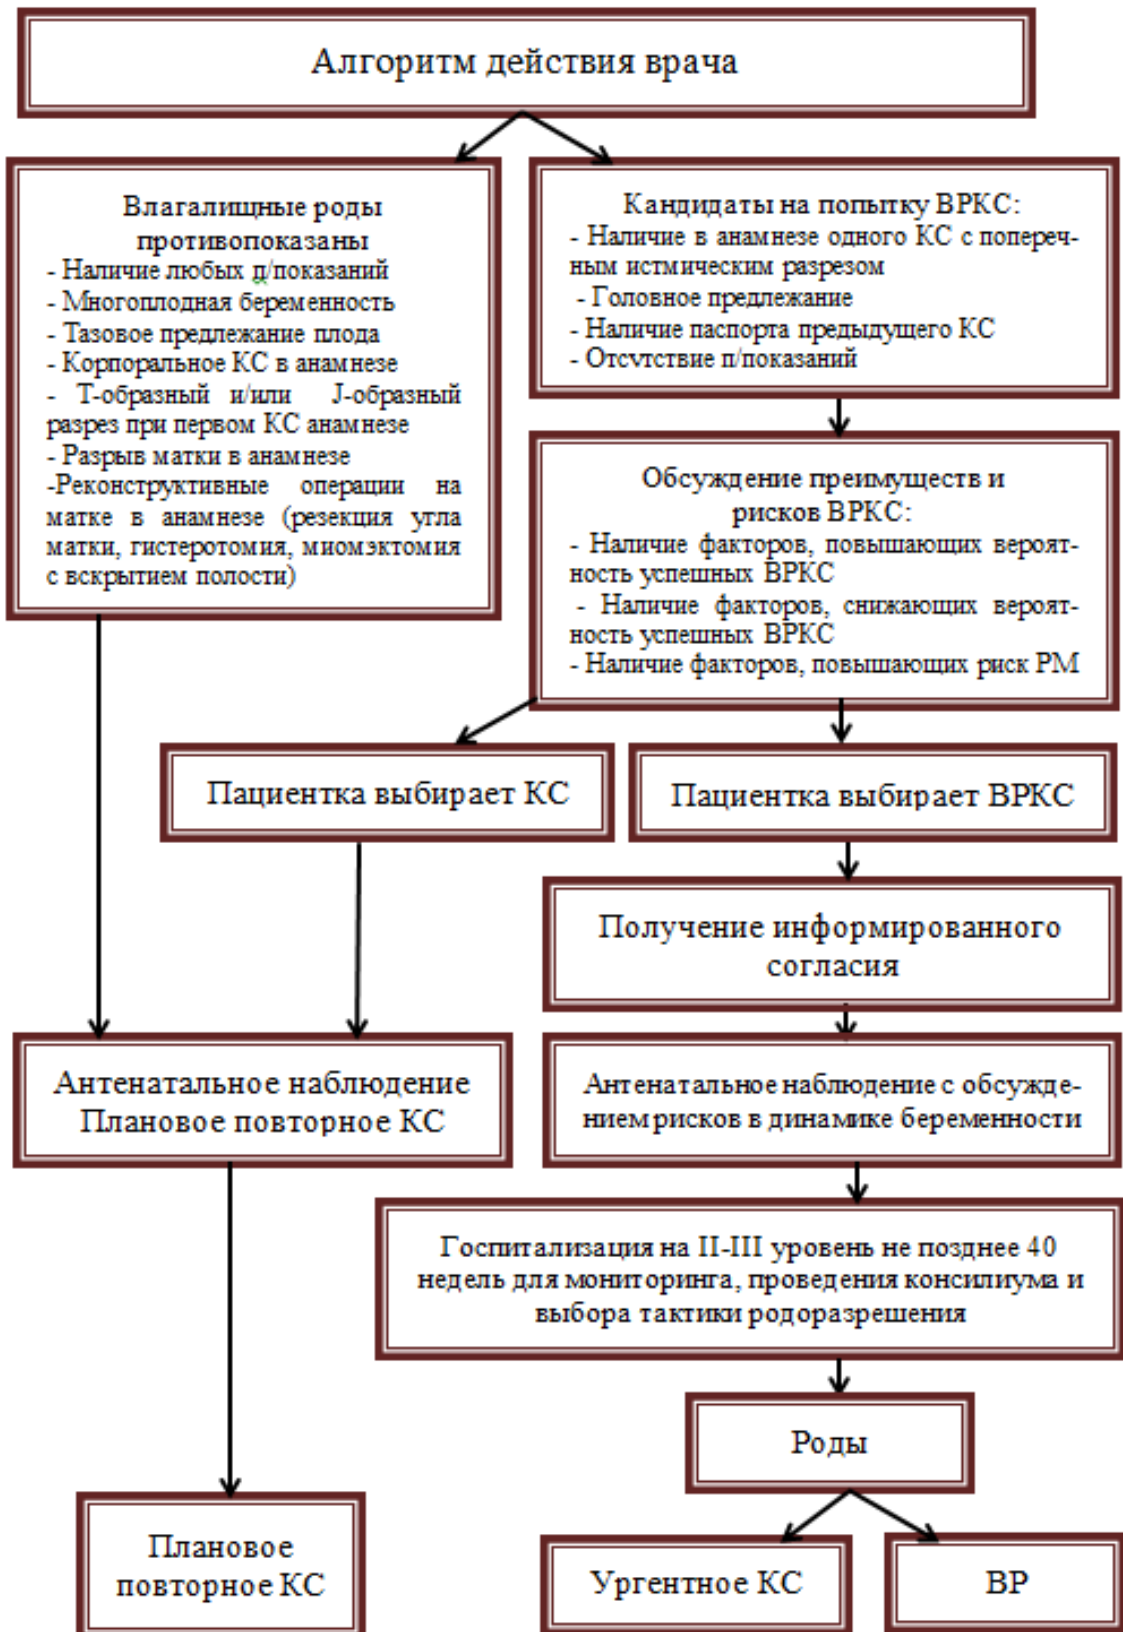 Алгоритм действия врача
Влагалищные роды
противопоказаны
- Наличие любых п/показаний
- Многоплодная беременность
- Тазовое предлежание плода
- Корпоральное КС в анамнезе
- Т-образный и/или J-образный
разрез при первом КС анамнезе
- Разрыв матки в анамнезе
-Реконструктивные операции на
матке в анамнезе (резекция угла
матки, гистеротомия, миомэктомия
с вскрытием полости)
Кандидаты на попытку ВРКС:
- Наличие в анамнезе одного КС с попереч-
ным истмическим разрезом
- Головное предлежание
- Наличие паспорта предыдущего КС
- Отсутствие п/показаний
Обсуждение преимуществ и
рисков ВРКС:
- Наличие факторов, повышающих вероят-
ность успешных ВРКС
- Наличие факторов, снижающих вероят-
ность успешных ВРКС
- Наличие факторов, повышающих риск РМ
Пациентка выбирает КС
Пациентка выбирает ВРКС
Получение информированного
согласия
Антенатальное наблюдение
Плановое повторное КС
Антенатальное наблюдение с обсужде-
нием рисков в динамике беременности
Госпитализация на II-III уровень не позднее 40
недель для мониторинга, проведения консилиума и
выбора тактики родоразрешения
Роды
Плановое
повторное КС
Ургентное КС
ВР